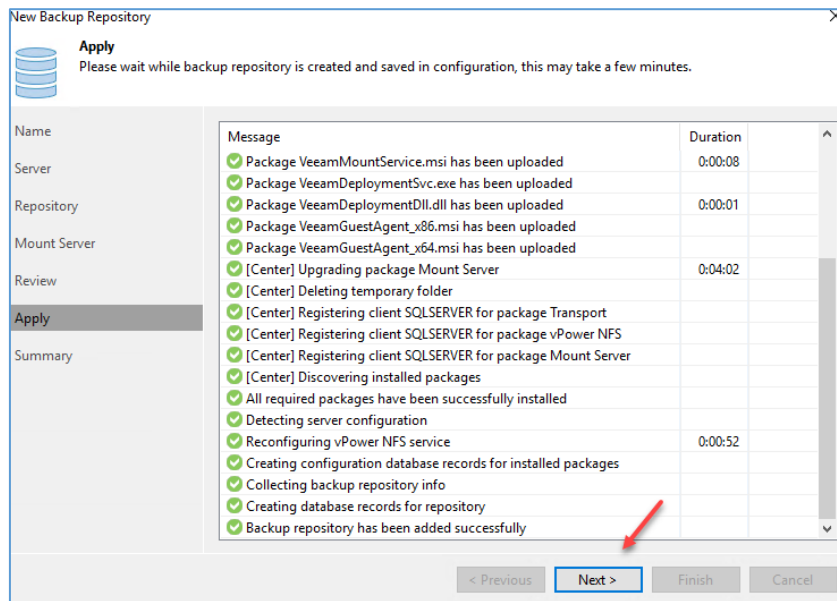 New Backup Repository
Apply
Please wait while backup repository is created and saved in configuration, this may take a few minutes.
Name
Server
Repository
Mount Server
Review
Apply
Summary
Message Duration
Package VeeamMountService.msi has been uploaded 0:00:08
Package VeeamDeploymentSvc.exe has been uploaded
Package VeeamDeploymentDll.dll has been uploaded 0:00:01
Package VeeamGuestAgent_x86.msi has been uploaded
Package VeeamGuestAgent_x64.msi has been uploaded
[Center] Upgrading package Mount Server 0:04:02
[Center] Deleting temporary folder
[Center] Registering client SQLSERVER for package Transport
[Center] Registering client SQLSERVER for package vPower NFS
[Center] Registering client SQLSERVER for package Mount Server
[Center] Discovering installed packages
All required packages have been successfully installed
Detecting server configuration
Reconfiguring vPower NFS service 0:00:52
Creating configuration database records for installed packages
Collecting backup repository info
Creating database records for repository
Backup repository has been added successfully
< Previous Next > Finish Cancel